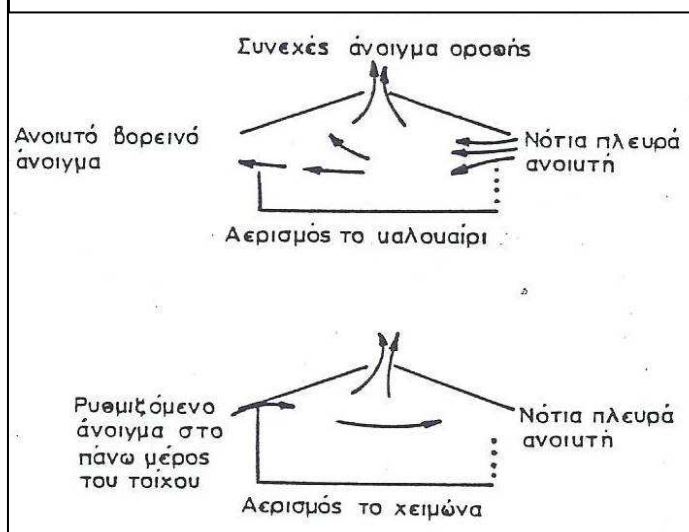 Συνεχές άνοιγμα οροφής
Ανοιχτό βορεινό
άνοιγμα
Νότια πλευρά
ανοιχτή
Αερισμός το καλοκαίρι
Ρυθμιζόμενο
άνοιγμα στο
πάνω μέρος
του τοίχου
Νότια πλευρά
ανοιχτή
Αερισμός το χειμώνα